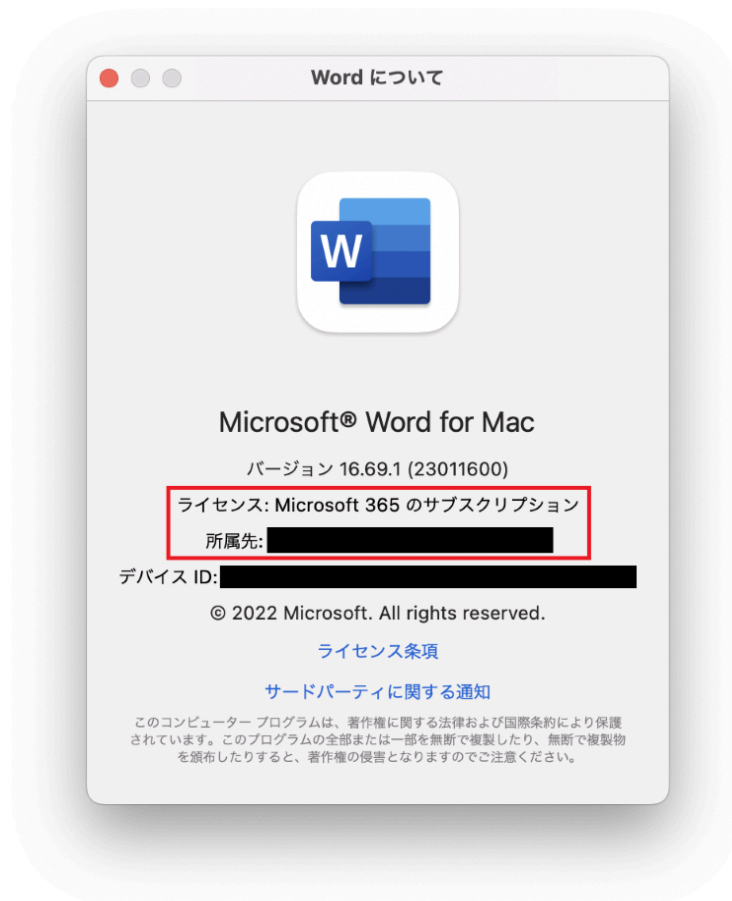 Word について
W
Microsoft® Word for Mac
バージョン 16.69.1 (23011600)
ライセンス: Microsoft 365 のサブスクリプション
所属先:
デバイス ID:
© 2022 Microsoft. All rights reserved.
ライセンス条項
サードパーティに関する通知
このコンピューター プログラムは、著作権に関する法律および国際条約により保護
されています。このプログラムの全部または一部を無断で複製したり、無断で複製物
を頒布したりすると、著作権の侵害となりますのでご注意ください。